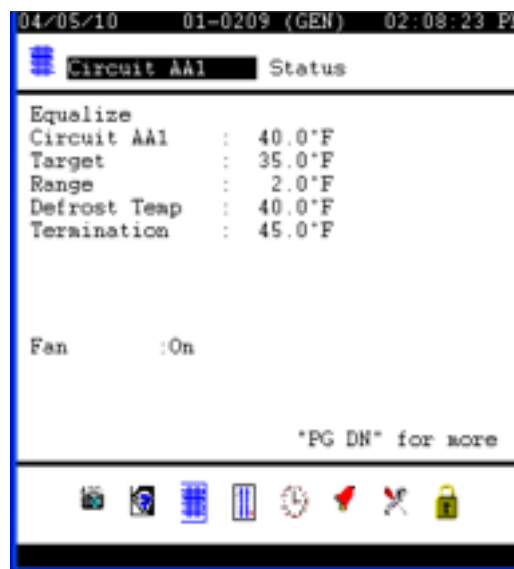 04/05/10 01-0209 (GEN) 02:08:23 P
Circuit AA1 Status
Equalize
Circuit AA1 : 40.0°F
Target : 35.0°F
Range : 2.0°F
Defrost Temp : 40.0°F
Termination : 45.0°F
Fan :On
"PG DN" for more